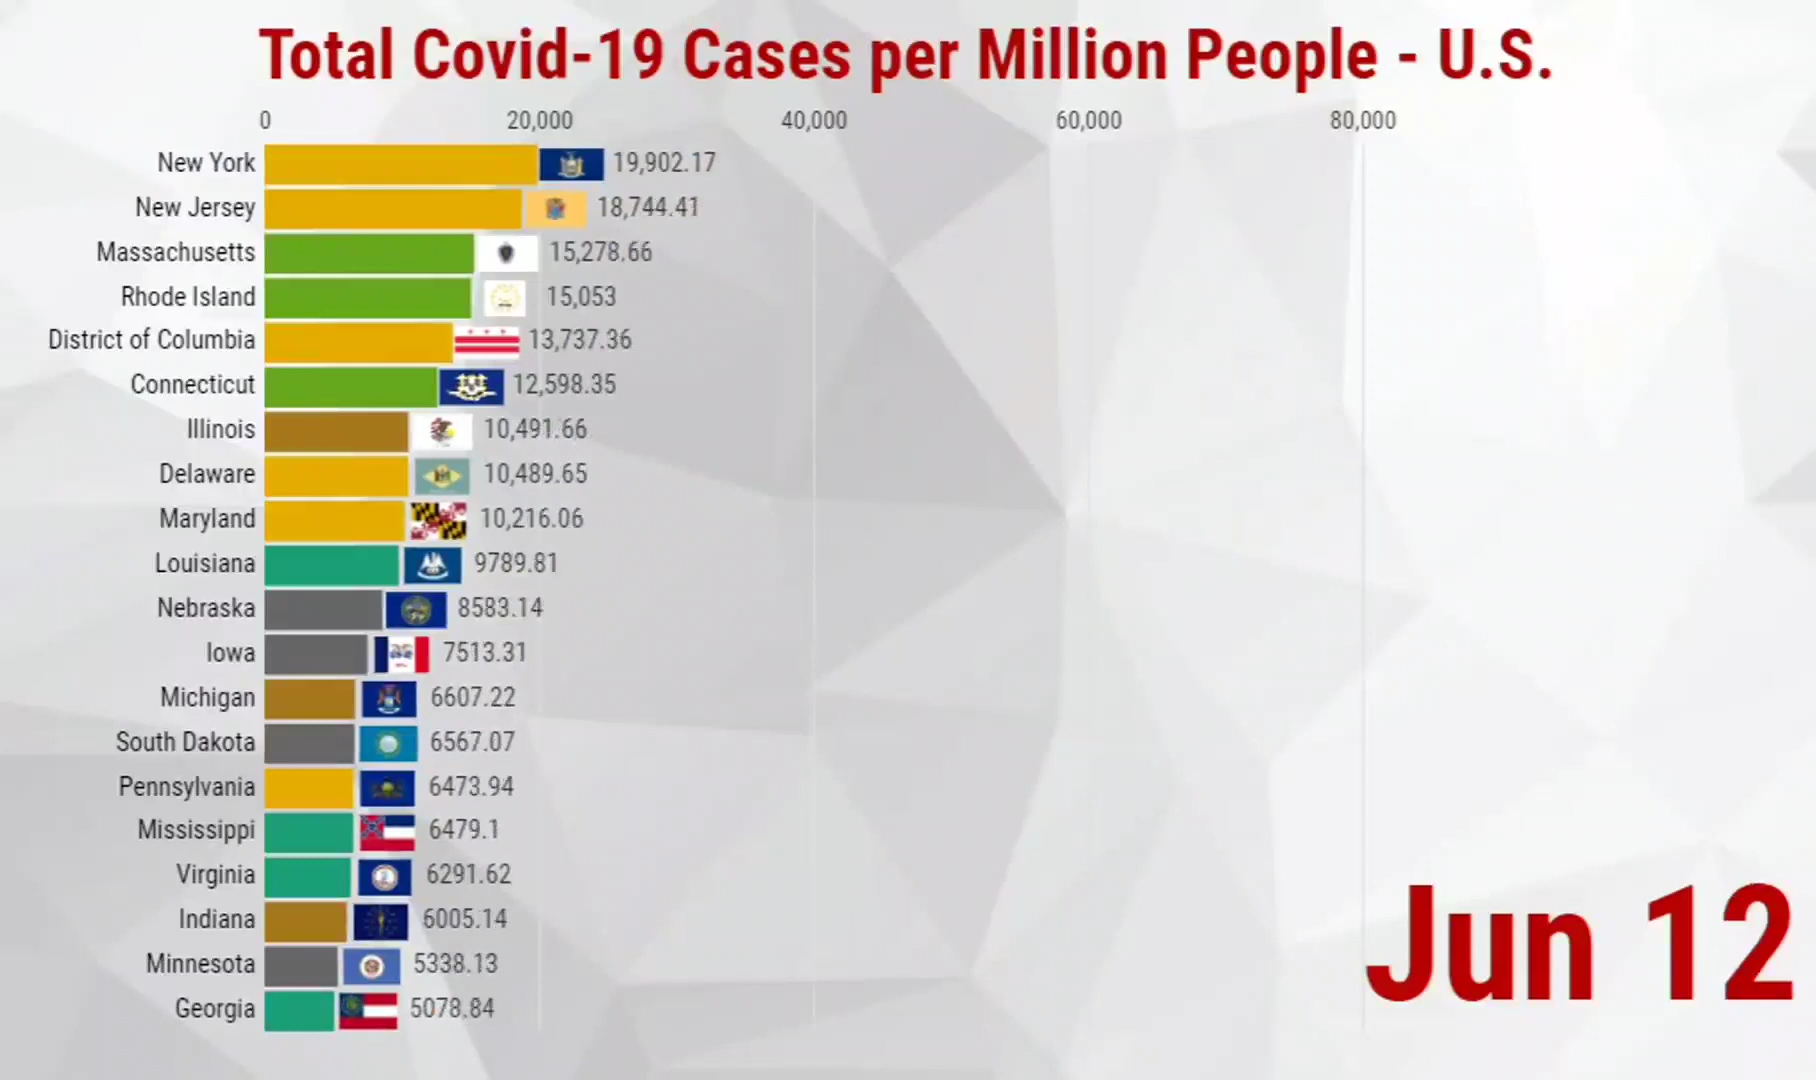 Total Covid-19 Cases per Million People - U.S.
0 20,000 40,000 60,000 80,000
New York 19,902.17
New Jersey 18,744.41
Massachusetts 15,278.66
Rhode Island 15,053
District of Columbia 13,737.36
Connecticut 12,598.35
Illinois 10,491.66
Delaware 10,489.65
Maryland 10,216.06
Louisiana 9789.81
Nebraska 8583.14
Iowa 7513.31
Michigan 6607.22
South Dakota 6567.07
Pennsylvania 6473.94
Mississippi 6479.1
Virginia 6291.62
Indiana 6005.14
Minnesota 5338.13
Georgia 5078.84
Jun 12